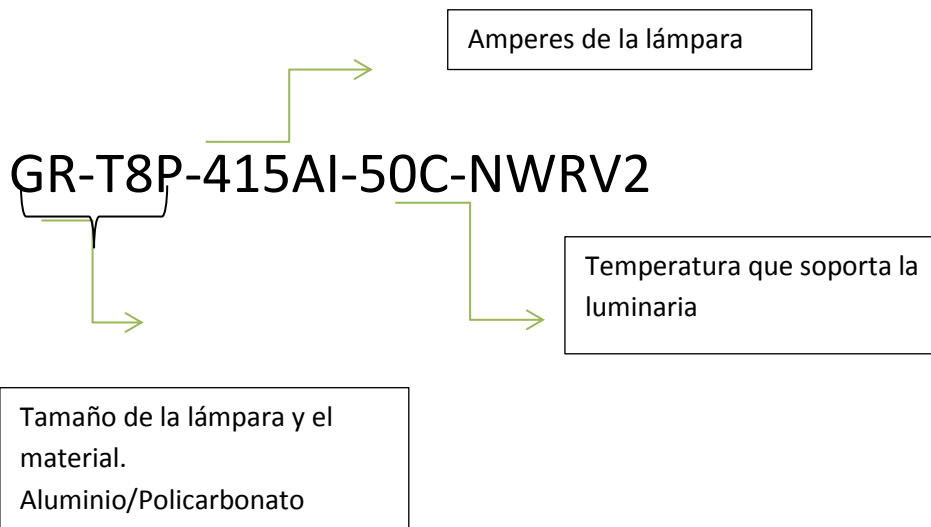 Amperes de la lámpara
GR-T8P-415AI-50C-NWRV2
Temperatura que soporta la
luminaria
Tamaño de la lámpara y el
material.
Aluminio/Policarbonato